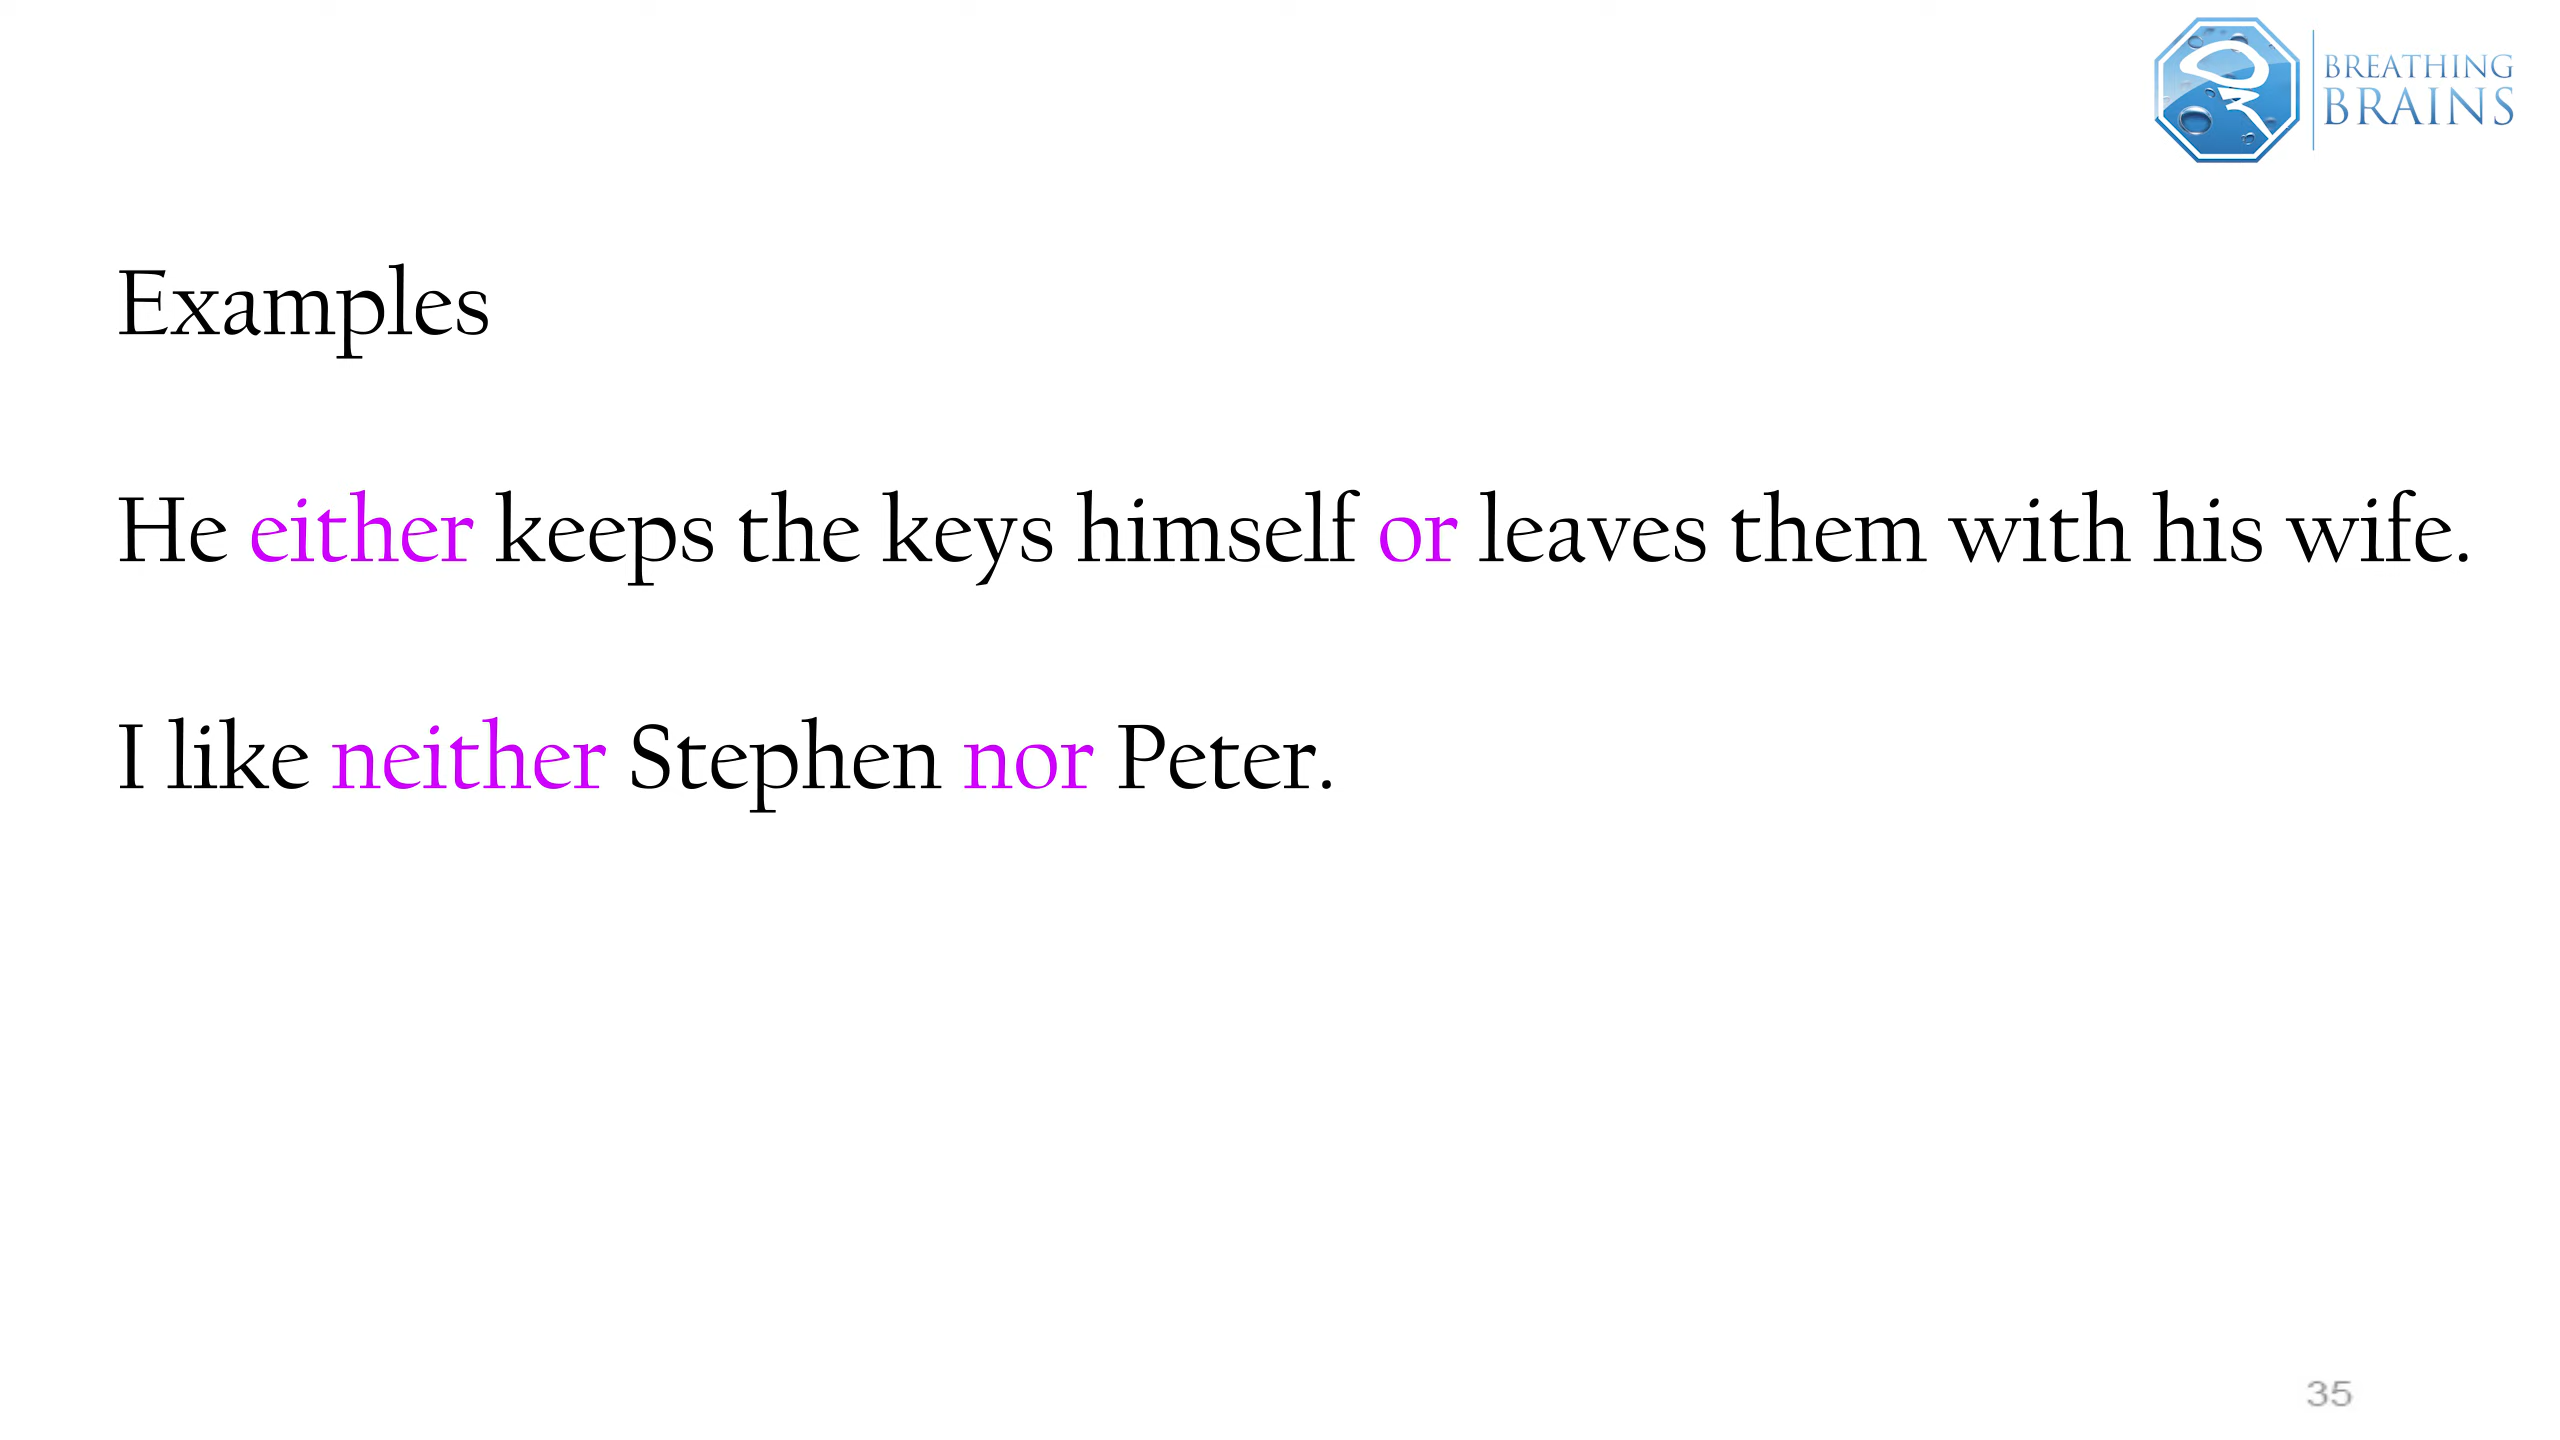 BREATHING
BRAINS
Examples
He either keeps the keys himself or leaves them with his wife.
I like neither Stephen nor Peter.
35